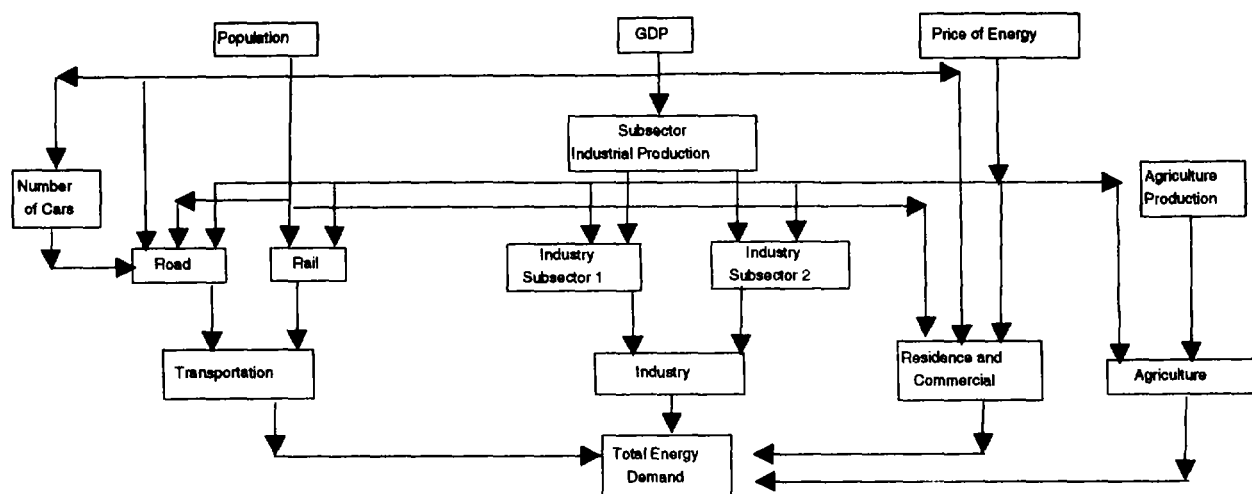 Population
GDP
Price of Energy
Subsector
Industrial Production
Number
of Cars
Agriculture
Production
Road
Rail
Industry
Subsector 1
Industry
Subsector 2
Transportation
Industry
Residence and
Commercial
Agriculture
Total Energy
Demand